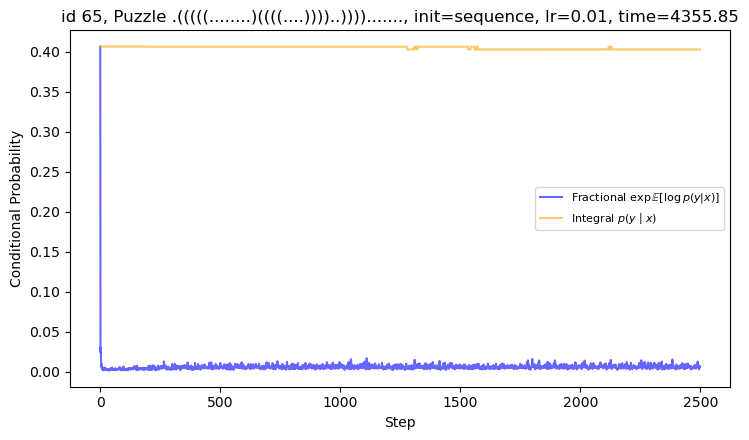 id 65, Puzzle .(((((........)((((....))))..))))......., init=sequence, lr=0.01, time=4355.85
Conditional Probability
0.40
0.35
0.30
0.25
0.20
0.15
0.10
0.05
0.00
Fractional exp𝔼[log p(y|x)]
Integral p(y | x)
0 500 1000 1500 2000 2500
Step